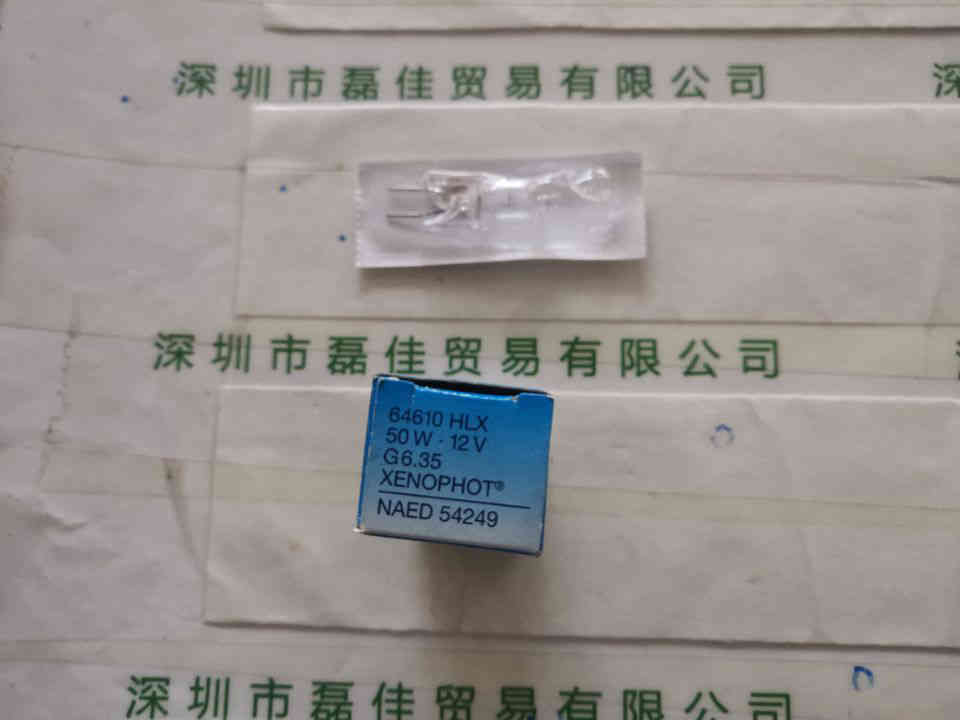 深圳市磊佳贸易有限公司
深
深圳市磊佳贸易有限公司
64610 HLX
50 W · 12 V
G6.35
XENOPHOT®
NAED 54249
深圳市磊佳贸易有限公司